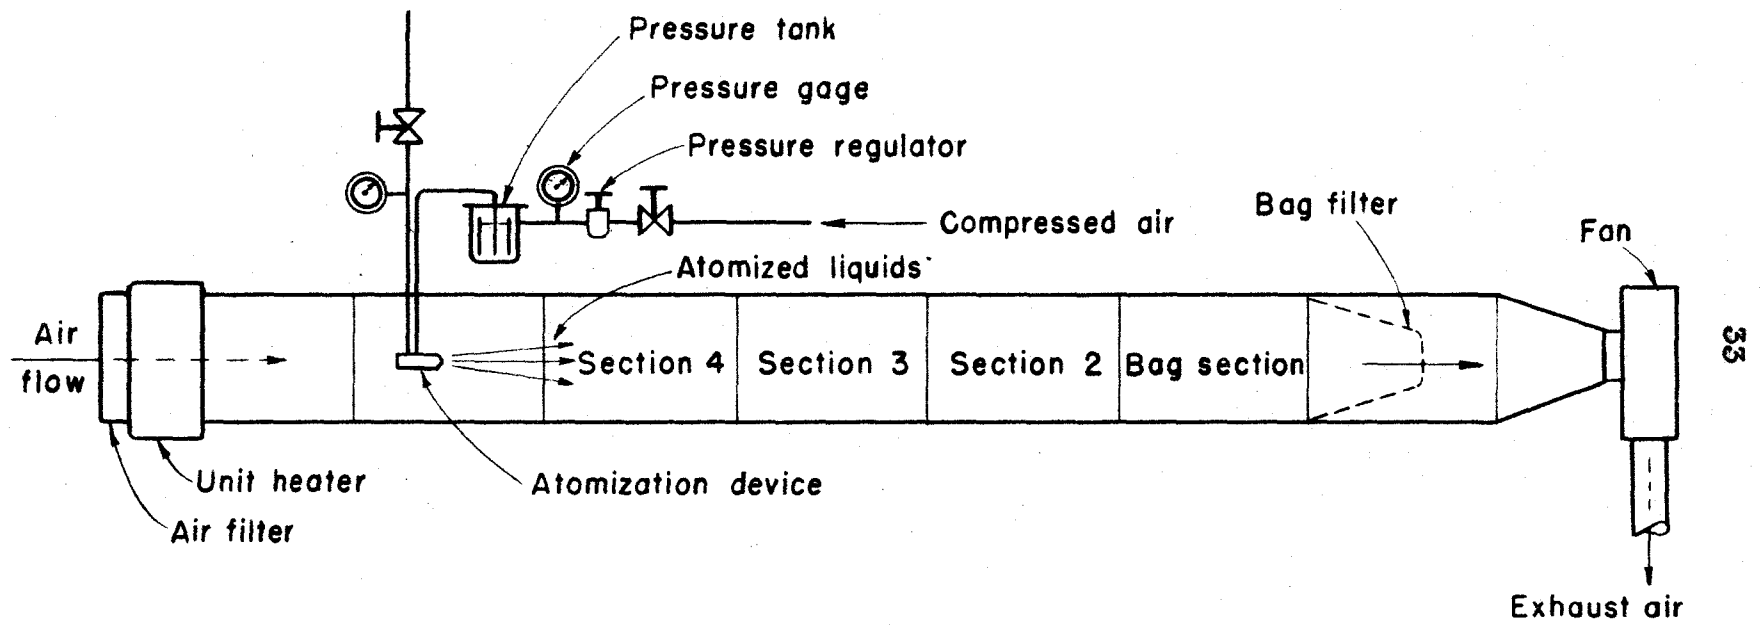 Pressure tank
Pressure gage
Pressure regulator
Bag filter
Compressed air
Fan
Atomized liquids
Air
flow
Section 4
Section 3
Section 2
Bag section
33
Unit heater
Atomization device
Air filter
Exhaust air